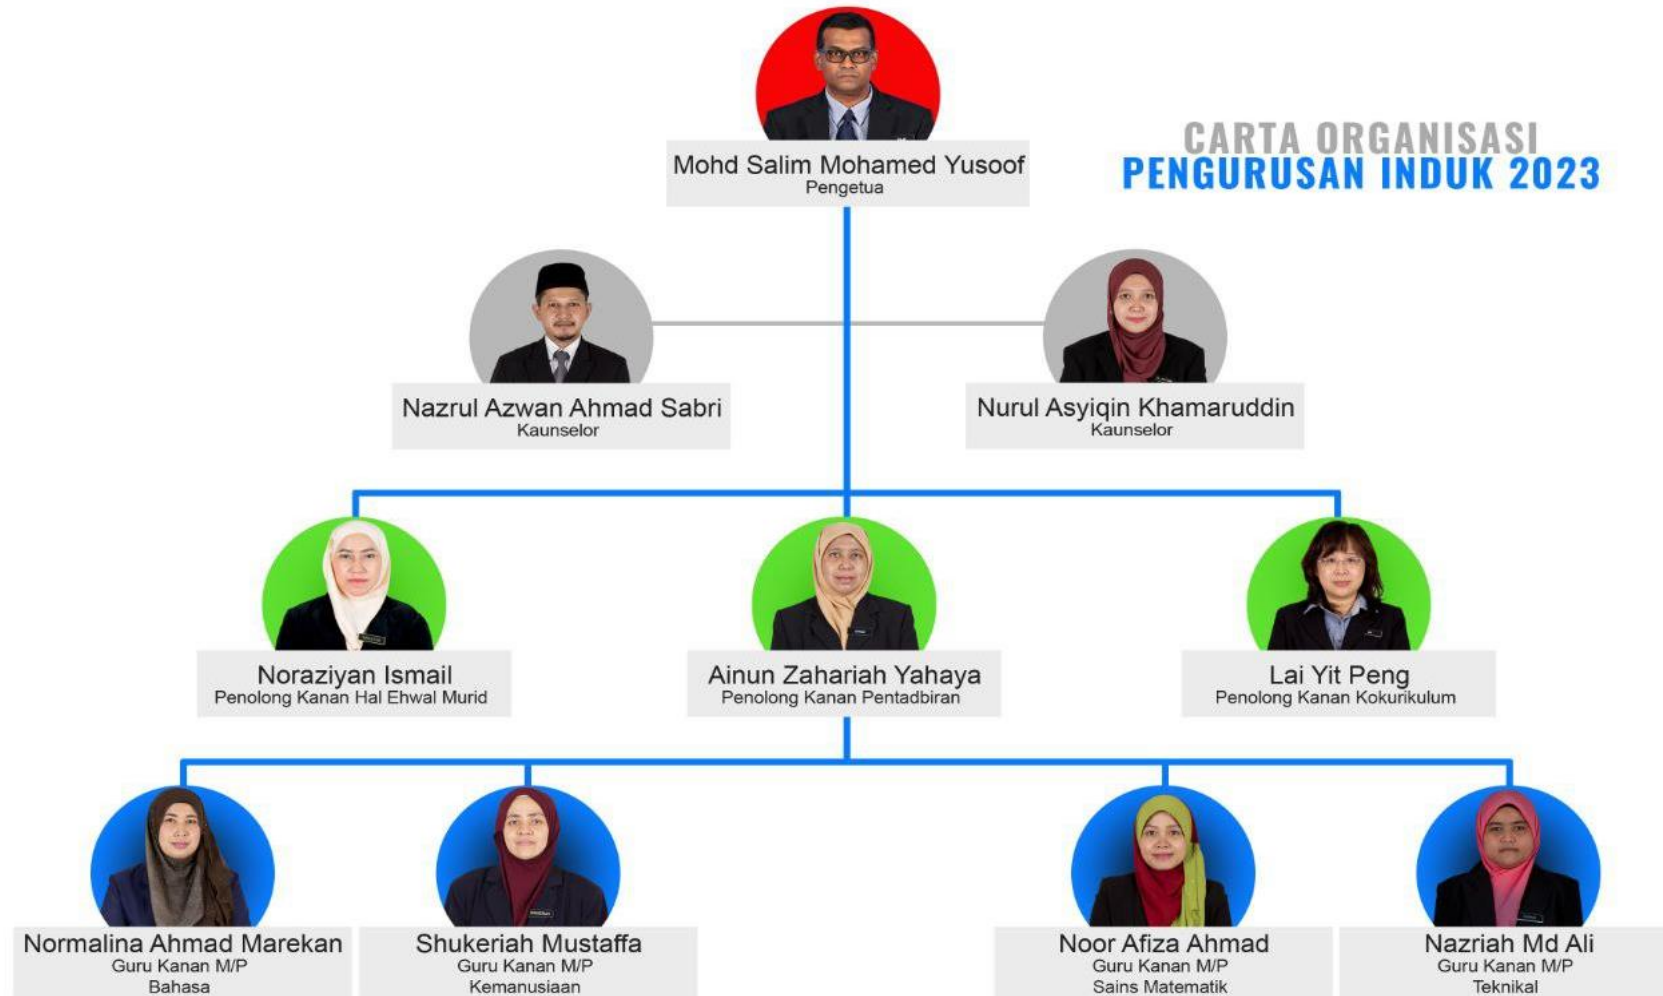 CARTA ORGANISASI
PENGURUSAN INDUK 2023
Mohd Salim Mohamed Yusoof
Pengetua
Nazrul Azwan Ahmad Sabri
Kaunselor
Nurul Asyiqin Khamaruddin
Kaunselor
Noraziyan Ismail
Penolong Kanan Hal Ehwal Murid
Ainun Zahariah Yahaya
Penolong Kanan Pentadbiran
Lai Yit Peng
Penolong Kanan Kokurikulum
Normalina Ahmad Marekan
Guru Kanan M/P
Bahasa
Shukeriah Mustaffa
Guru Kanan M/P
Kemanusiaan
Noor Afiza Ahmad
Guru Kanan M/P
Sains Matematik
Nazriah Md Ali
Guru Kanan M/P
Teknikal